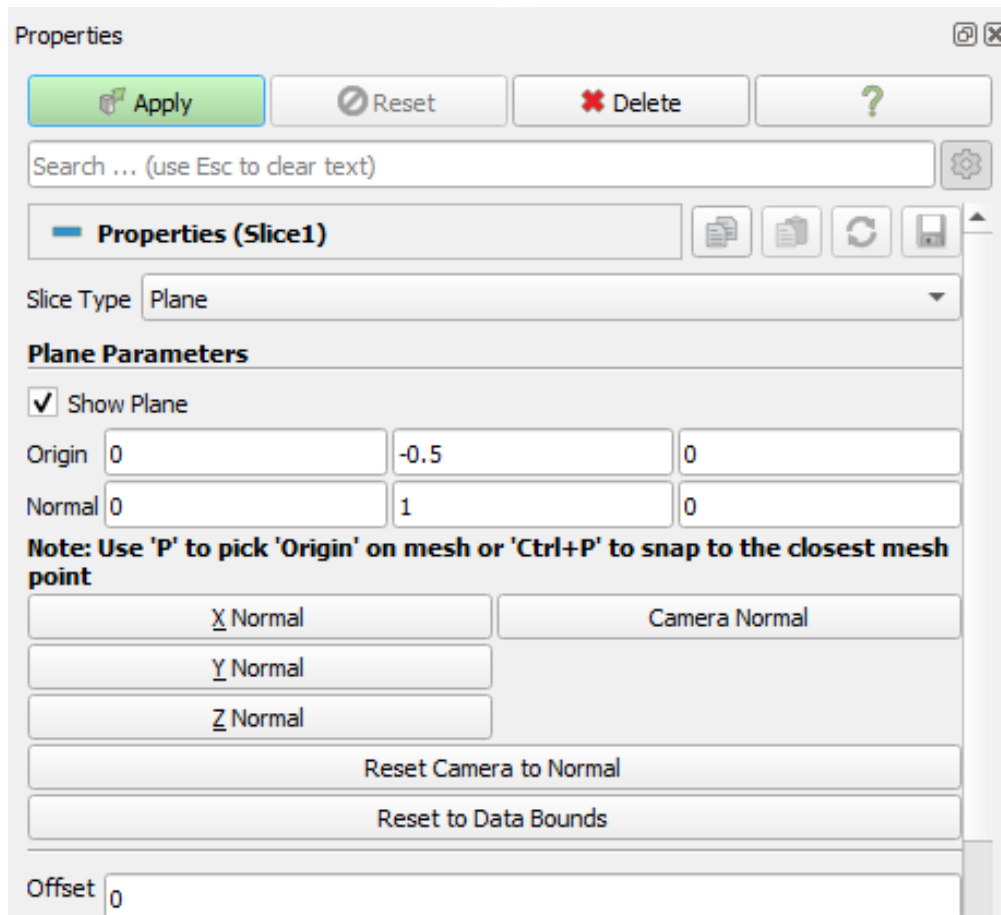 Properties
Apply Reset Delete ?
Search ... (use Esc to clear text)
Properties (Slice1)
Slice Type Plane
Plane Parameters
Show Plane
Origin 0 -0.5 0
Normal 0 1 0
Note: Use 'P' to pick 'Origin' on mesh or 'Ctrl+P' to snap to the closest mesh
point
X Normal Camera Normal
Y Normal
Z Normal
Reset Camera to Normal
Reset to Data Bounds
Offset 0